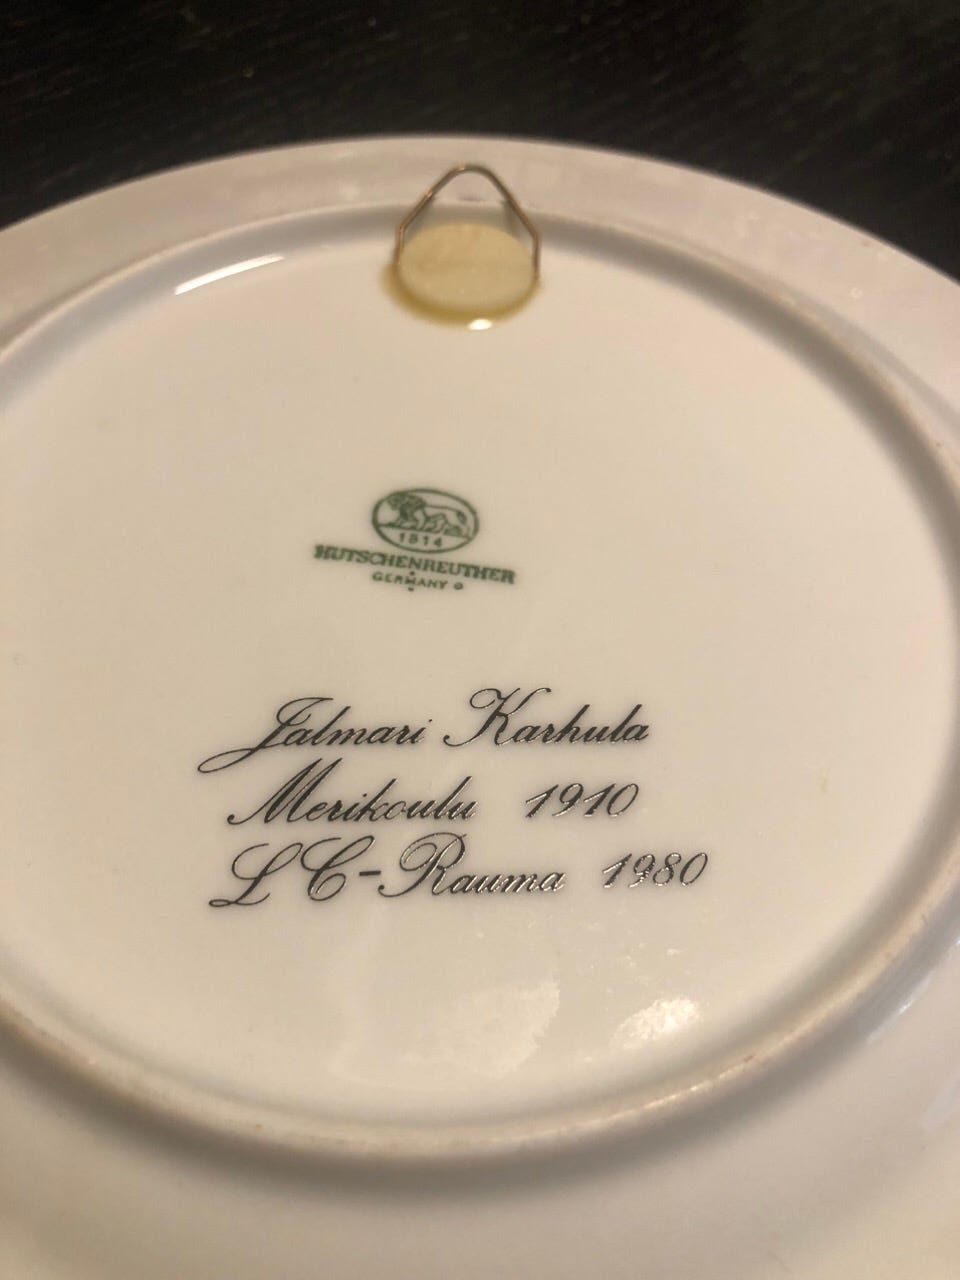 1814
HUTSCHENREUTHER
GERMANY
Jalmari Karhula
Merikoulu 1910
LC-Rauma 1980